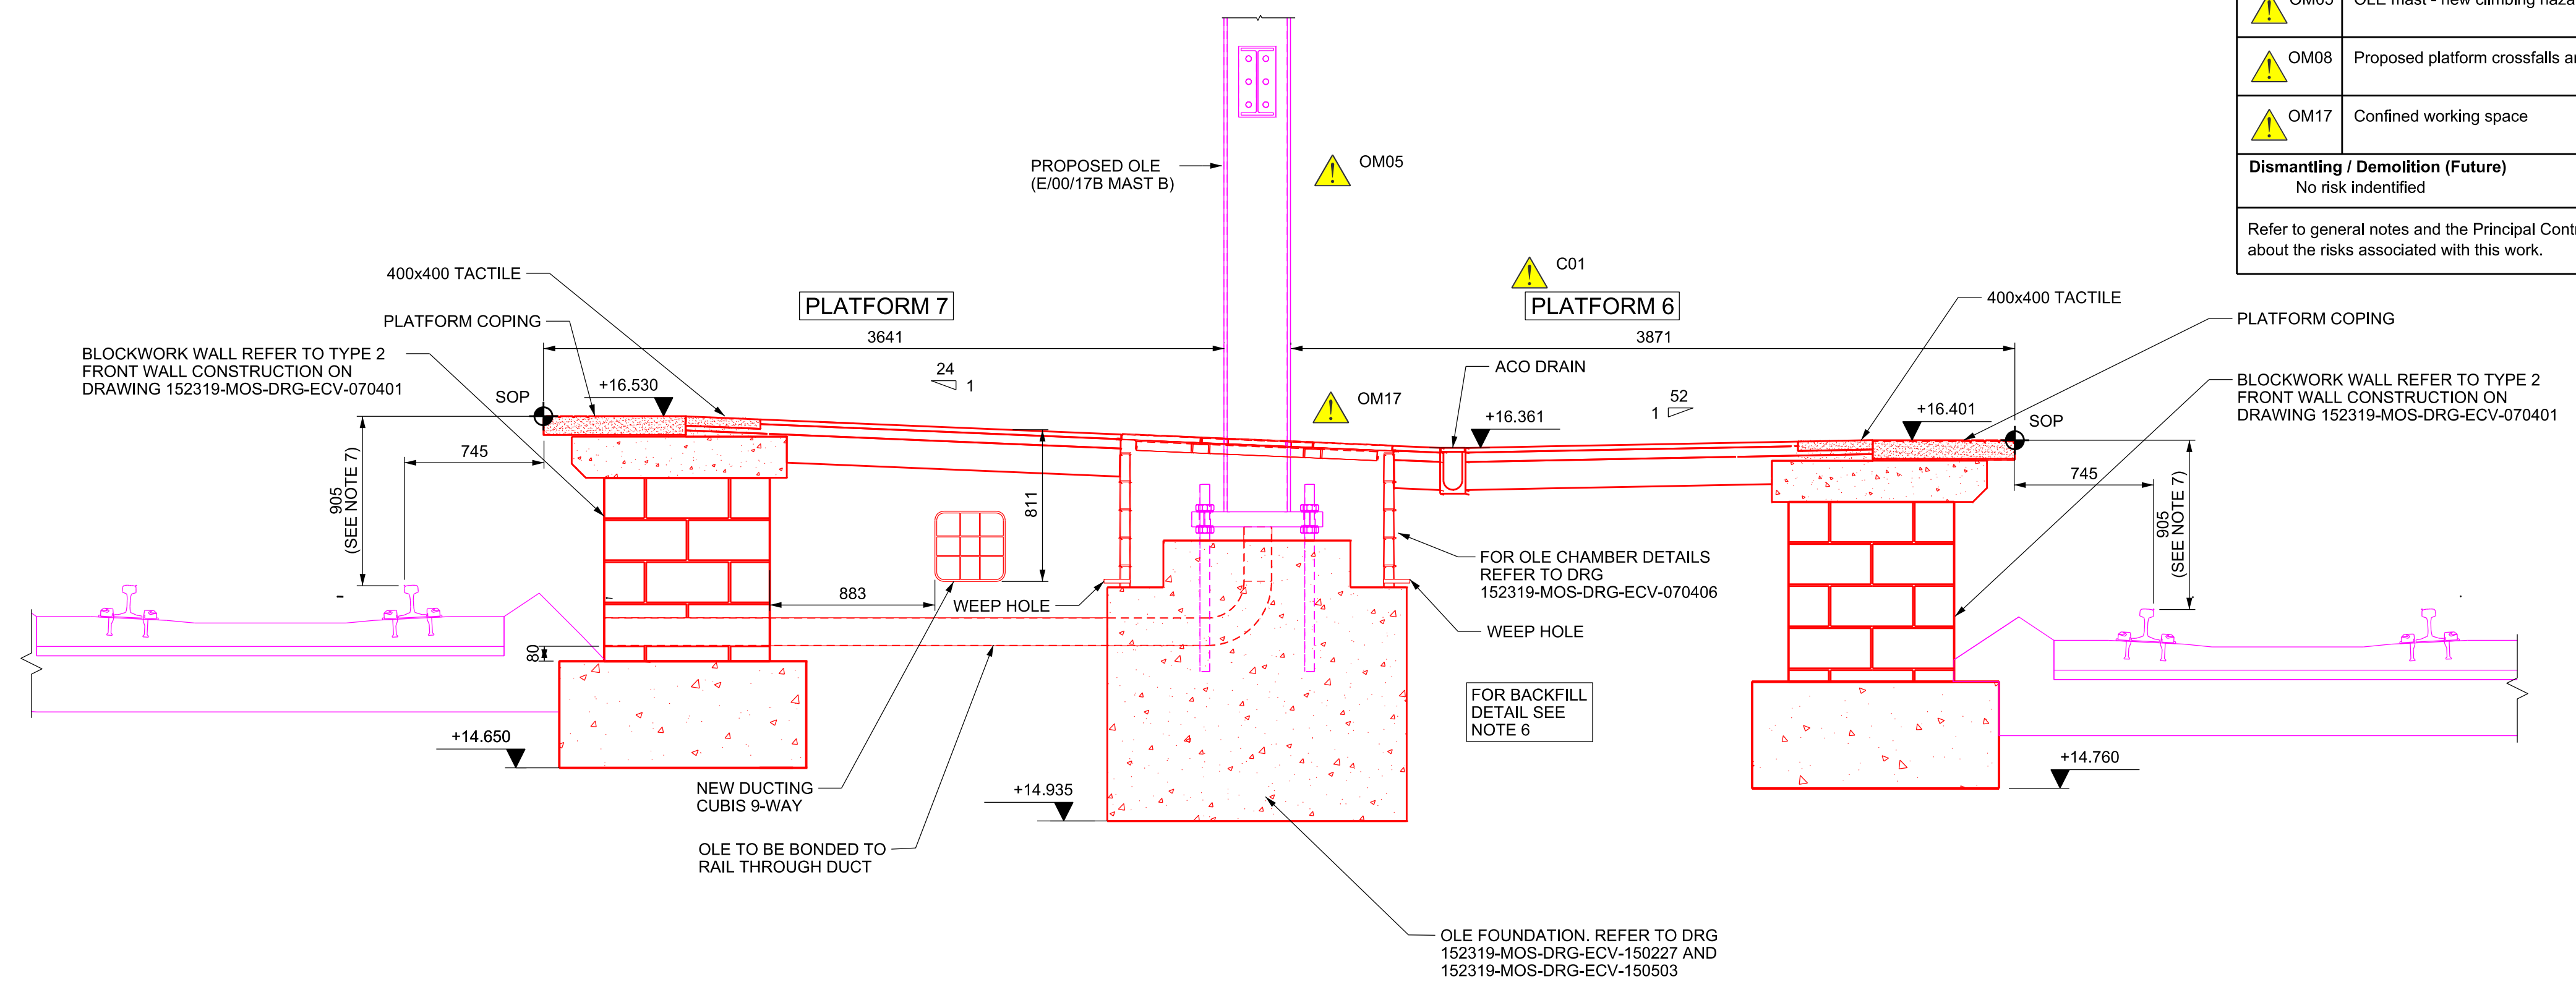 OM05 OLE mast - new climbing haza
OM08 Proposed platform crossfalls a
OM17 Confined working space
Dismantling / Demolition (Future)
No risk indentified
Refer to general notes and the Principal Cont
about the risks associated with this work.
PROPOSED OLE
(E/00/17B MAST B)
OM05
C01
400x400 TACTILE
PLATFORM 7
PLATFORM 6
400x400 TACTILE
PLATFORM COPING
PLATFORM COPING
3641
3871
BLOCKWORK WALL REFER TO TYPE 2
FRONT WALL CONSTRUCTION ON
DRAWING 152319-MOS-DRG-ECV-070401
ACO DRAIN
BLOCKWORK WALL REFER TO TYPE 2
FRONT WALL CONSTRUCTION ON
DRAWING 152319-MOS-DRG-ECV-070401
SOP
+16.530
24
1
OM17
+16.361
52
1
+16.401
SOP
745
905
(SEE NOTE 7)
811
745
905
(SEE NOTE 7)
FOR OLE CHAMBER DETAILS
REFER TO DRG
152319-MOS-DRG-ECV-070406
883
WEEP HOLE
WEEP HOLE
80
FOR BACKFILL
DETAIL SEE
NOTE 6
+14.650
+14.760
NEW DUCTING
CUBIS 9-WAY
+14.935
OLE TO BE BONDED TO
RAIL THROUGH DUCT
OLE FOUNDATION. REFER TO DRG
152319-MOS-DRG-ECV-150227 AND
152319-MOS-DRG-ECV-150503